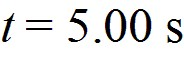 t = 5.00 s